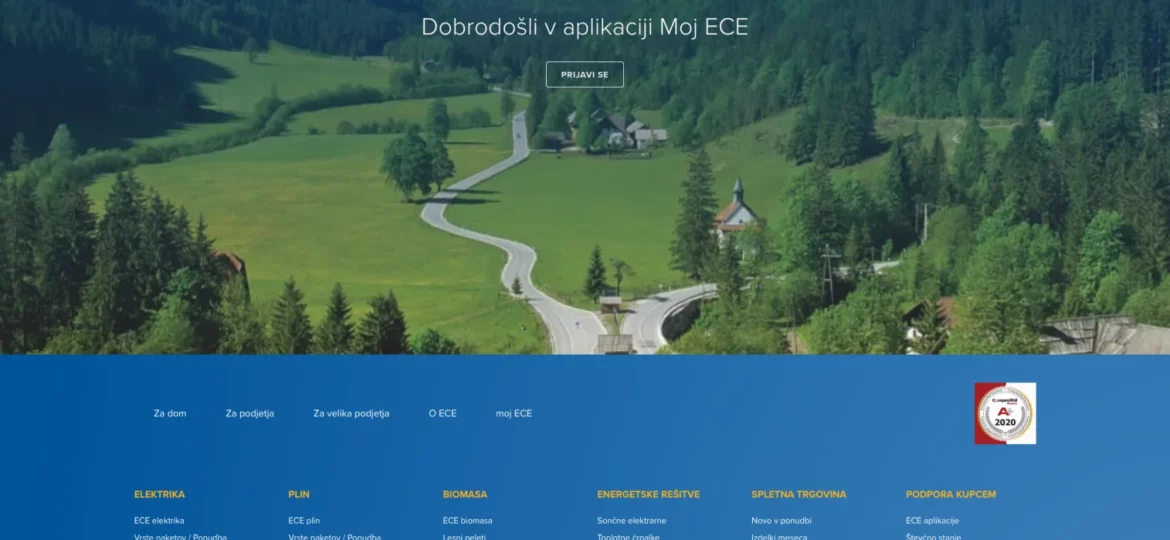 Dobrodošli v aplikaciji Moj ECE
PRIJAVI SE
Za dom Za podjetja Za velika podjetja O ECE moj ECE
CompanyWall
2020
ELEKTRIKA PLIN BIOMASA ENERGETSKE REŠITVE SPLETNA TRGOVINA PODPORA KUPCEM
ECE elektrika ECE plin ECE biomasa Sončne elektrarne Novo v ponudbi ECE aplikacije
Vrste paketov / Ponudba Vrste paketov / Ponudba Lesni peleti Toplotne črpalke Izdelki meseca Števčno stanje